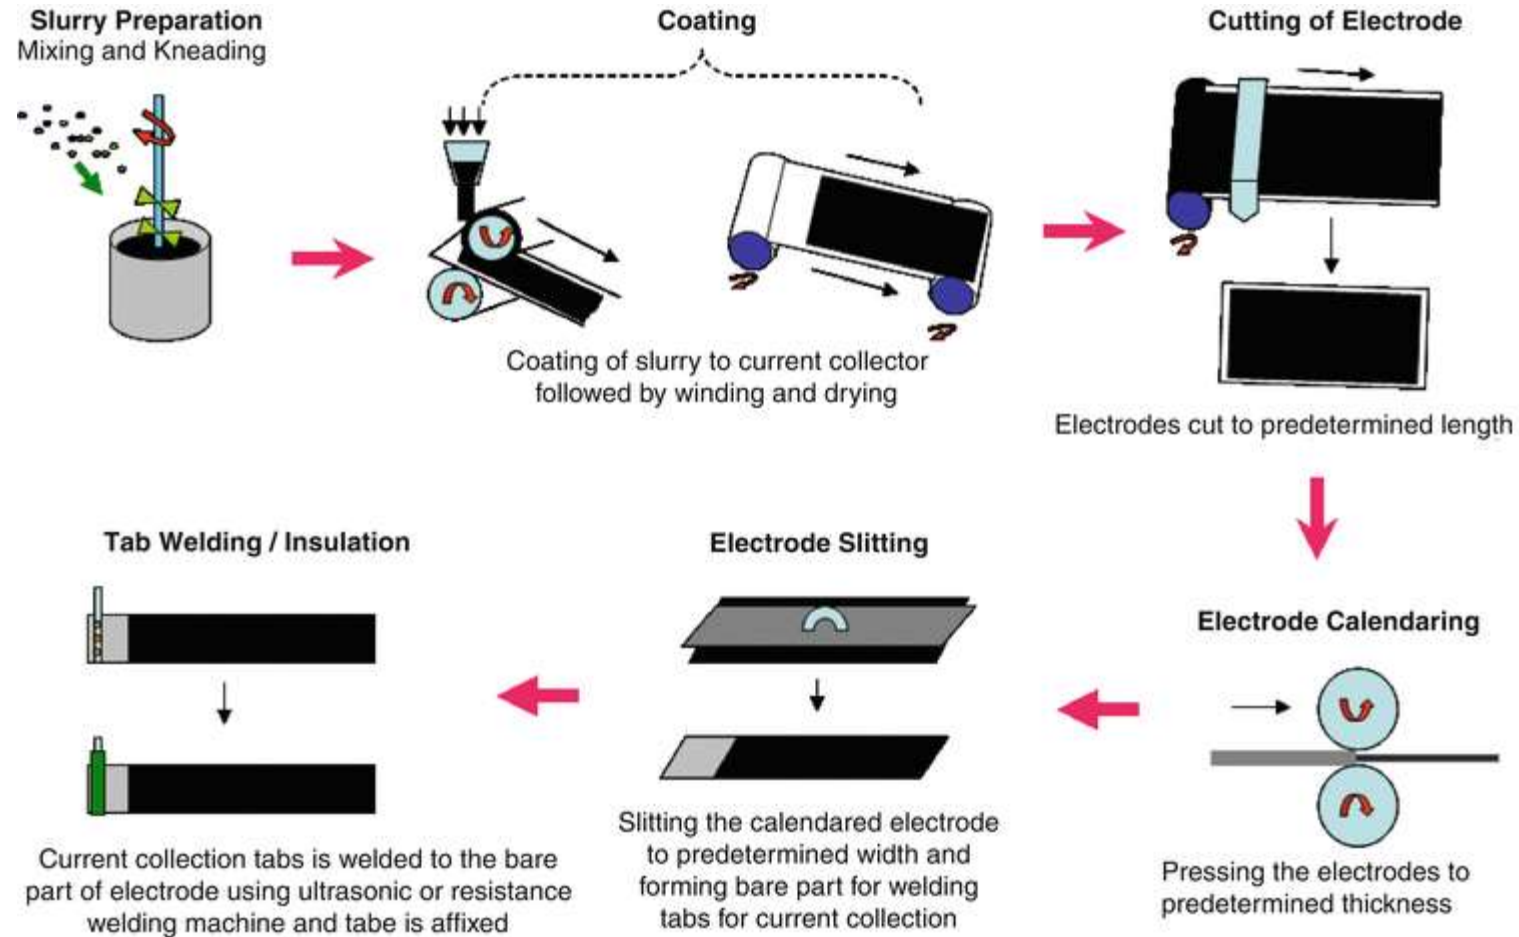 Slurry Preparation
Mixing and Kneading
Coating
Coating of slurry to current collector
followed by winding and drying
Cutting of Electrode
Electrodes cut to predetermined length
Electrode Calendaring
Pressing the electrodes to
predetermined thickness
Electrode Slitting
Slitting the calendared electrode
to predetermined width and
forming bare part for welding
tabs for current collection
Tab Welding / Insulation
Current collection tabs is welded to the bare
part of electrode using ultrasonic or resistance
welding machine and tabe is affixed